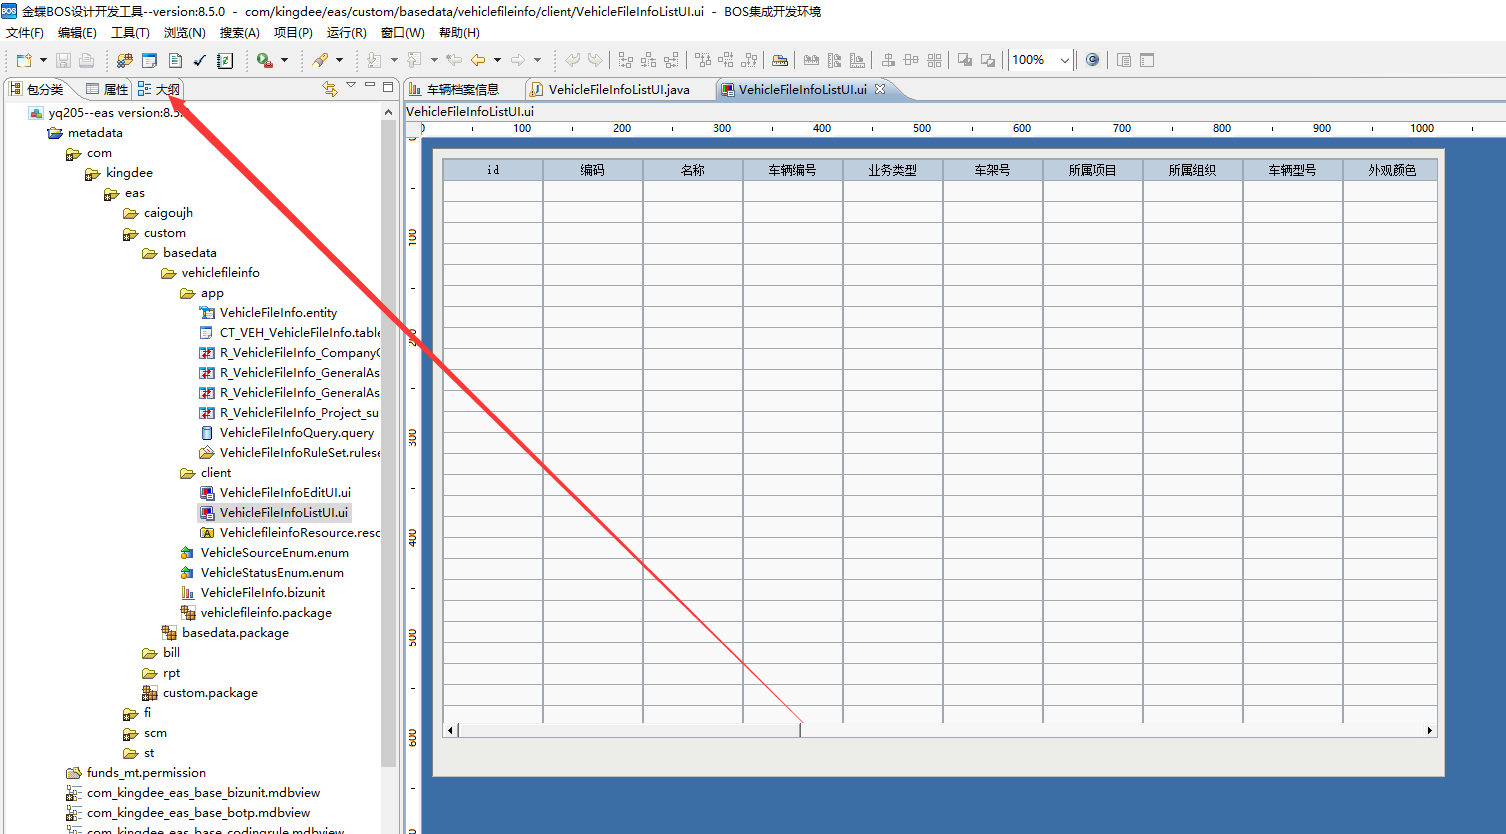 金蝶BOS设计开发工具--version:8.5.0 - com/kingdee/eas/custom/basedata/vehiclefileinfo/client/VehicleFileInfoListUI.ui - BOS集成开发环境
文件(F) 编辑(E) 工具(T) 浏览(N) 搜索(A) 项目(P) 运行(R) 窗口(W) 帮助(H)
100%
包分类 属性 大纲
车辆档案信息 VehicleFileInfoListUI.java VehicleFileInfoListUI.ui
VehicleFileInfoListUI.ui
0 100 200 300 400 500 600 700 800 900 1000
100
200
300
400
500
600
id 编码 名称 车辆编号 业务类型 车架号 所属项目 所属组织 车辆型号 外观颜色
yq205--eas version:8.5.
metadata
com
kingdee
eas
caigoujh
custom
basedata
vehiclefileinfo
app
VehicleFileInfo.entity
CT_VEH_VehicleFileInfo.table
R_VehicleFileInfo_CompanyO
R_VehicleFileInfo_GeneralAs
R_VehicleFileInfo_GeneralAs
R_VehicleFileInfo_Project_su
VehicleFileInfoQuery.query
VehicleFileInfoRuleSet.rulese
client
VehicleFileInfoEditUI.ui
VehicleFileInfoListUI.ui
VehiclefileinfoResource.resc
VehicleSourceEnum.enum
VehicleStatusEnum.enum
VehicleFileInfo.bizunit
vehiclefileinfo.package
basedata.package
bill
rpt
custom.package
fi
scm
st
funds_mt.permission
com_kingdee_eas_base_bizunit.mdbview
com_kingdee_eas_base_botp.mdbview
com_kingdee_eas_base_codingrule.mdbview